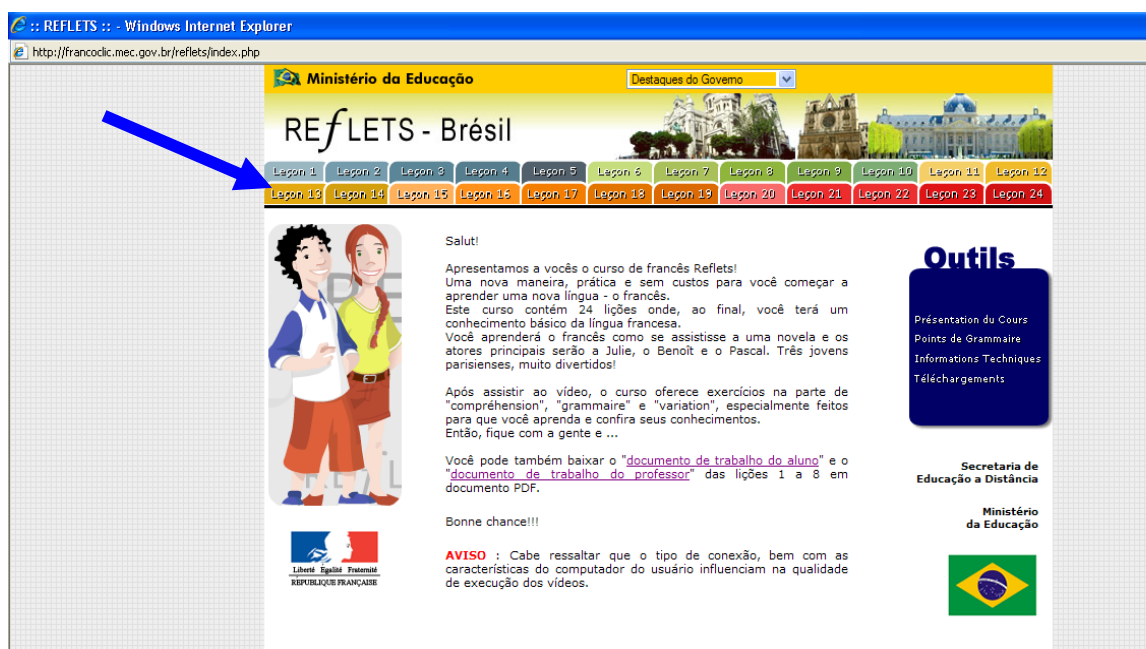 :: REFLETS :: - Windows Internet Explorer
http://francoclic.mec.gov.br/reflets/index.php
Ministério da Educação
Destaques do Governo
REfLETS - Brésil
Leçon 1 Leçon 2 Leçon 3 Leçon 4 Leçon 5 Leçon 6 Leçon 7 Leçon 8 Leçon 9 Leçon 10 Leçon 11 Leçon 12
Leçon 13 Leçon 14 Leçon 15 Leçon 16 Leçon 17 Leçon 18 Leçon 19 Leçon 20 Leçon 21 Leçon 22 Leçon 23 Leçon 24
Salut!
Apresentamos a vocês o curso de francês Reflets!
Uma nova maneira, prática e sem custos para você começar a
aprender uma nova língua - o francês.
Este curso contém 24 lições onde, ao final, você terá um
conhecimento básico da língua francesa.
Você aprenderá o francês como se assistisse a uma novela e os
atores principais serão a Julie, o Benoît e o Pascal. Três jovens
parisienses, muito divertidos!
Após assistir ao vídeo, o curso oferece exercícios na parte de
"compréhension", "grammaire" e "variation", especialmente feitos
para que você aprenda e confira seus conhecimentos.
Então, fique com a gente e ...
Você pode também baixar o "documento de trabalho do aluno" e o
"documento de trabalho do professor" das lições 1 a 8 em
documento PDF.
Bonne chance!!!
AVISO : Cabe ressaltar que o tipo de conexão, bem com as
características do computador do usuário influenciam na qualidade
de execução dos vídeos.
Outils
Présentation du Cours
Points de Grammaire
Informations Techniques
Téléchargements
Secretaria de
Educação a Distância
Ministério
da Educação
Liberté Egalité Fraternité
REPUBLIQUE FRANÇAISE